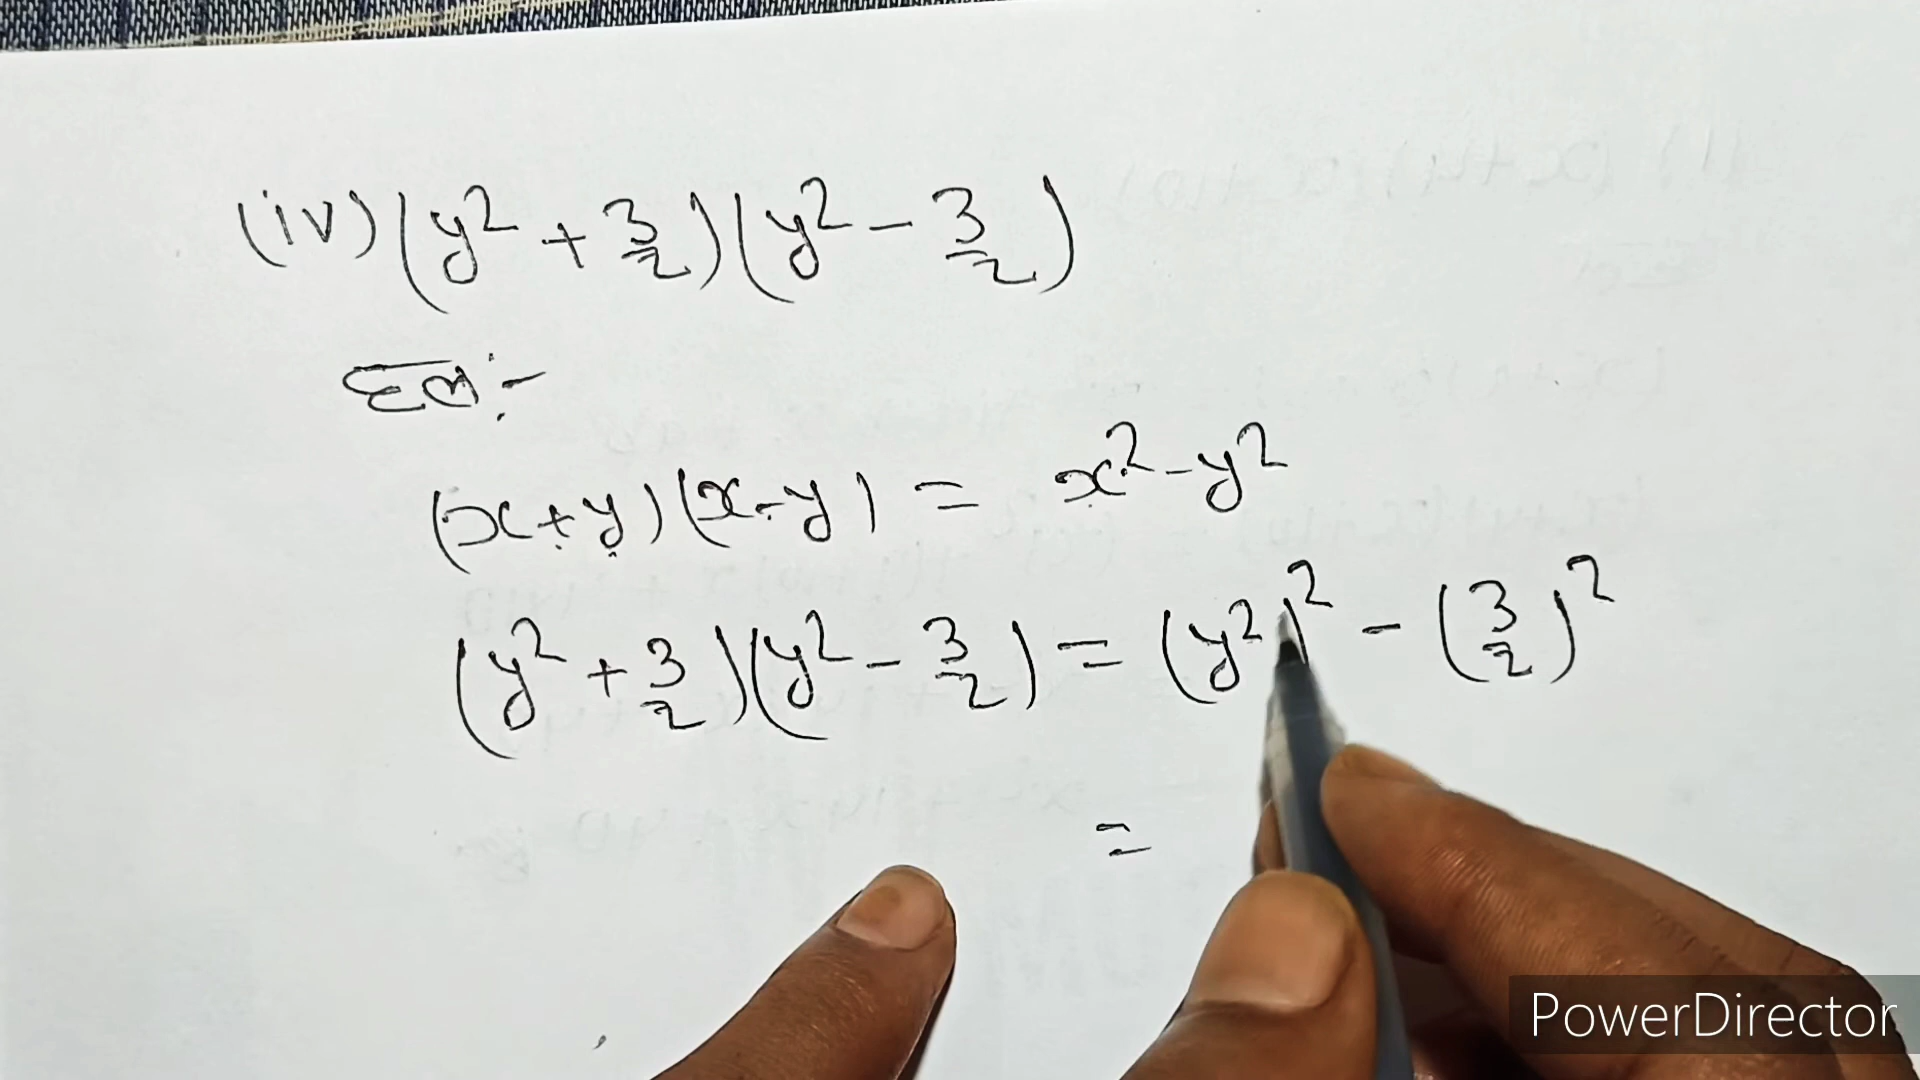 (iv) (y² + 3/2)(y² - 3/2)
हल:-
(x+y)(x-y) = x² - y²
(y² + 3/2)(y² - 3/2) = (y²)² - (3/2)²
=
PowerDirector